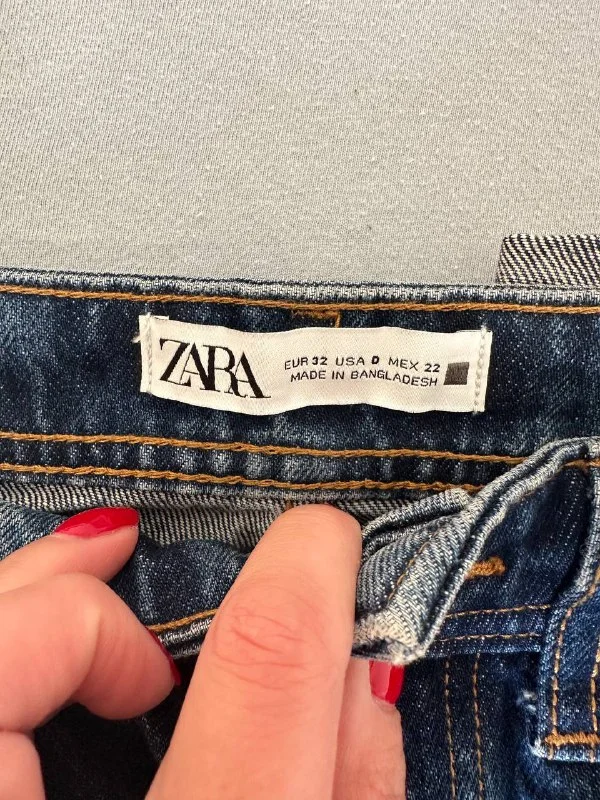 ZARA
EUR 32 USA 0 MEX 22
MADE IN BANGLADESH